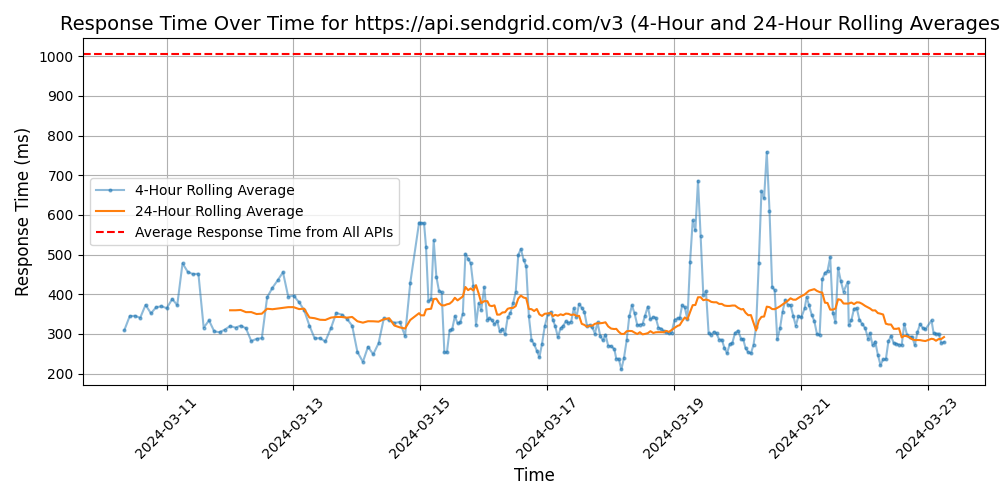 Response Time Over Time for https://api.sendgrid.com/v3 (4-Hour and 24-Hour Rolling Averages
Response Time (ms)
1000
900
800
700
600
500
400
300
200
4-Hour Rolling Average
24-Hour Rolling Average
Average Response Time from All APIs
2024-03-11
2024-03-13
2024-03-15
2024-03-17
2024-03-19
2024-03-21
2024-03-23
Time